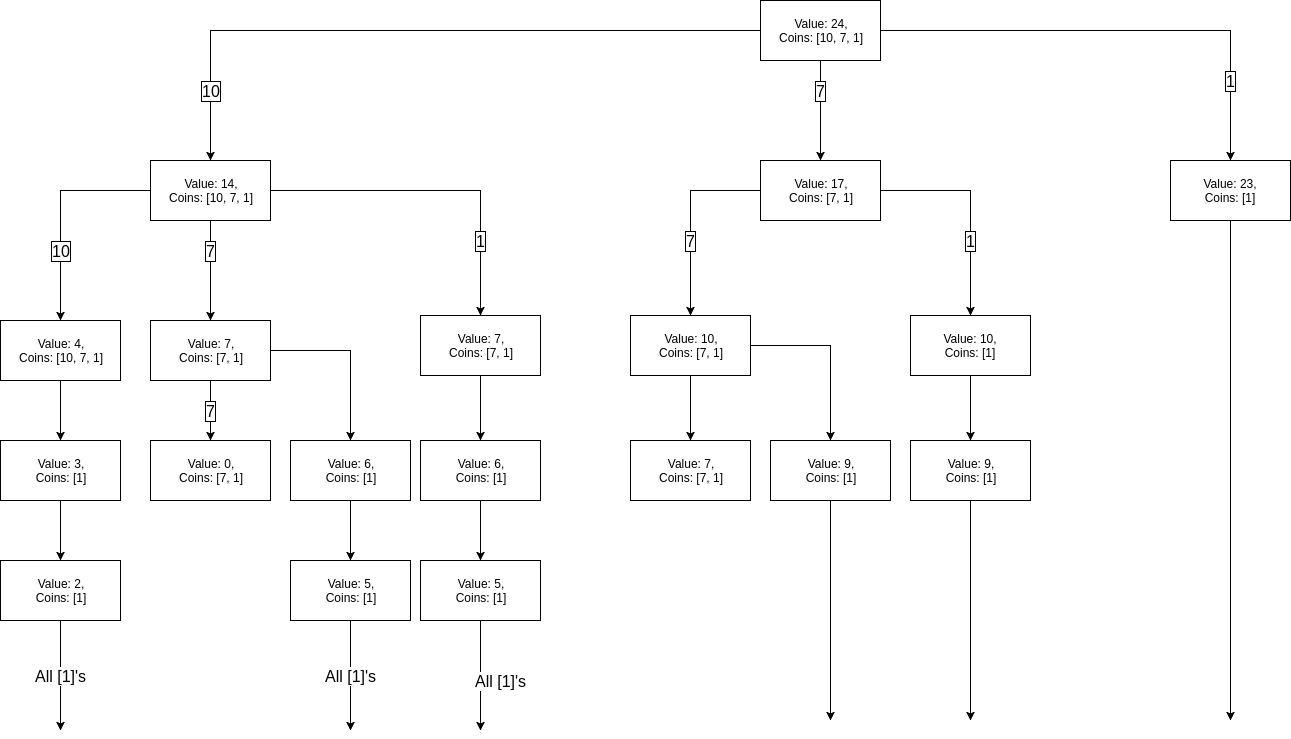 Value: 24,
Coins: [10, 7, 1]
10
7
1
Value: 14,
Coins: [10, 7, 1]
Value: 17,
Coins: [7, 1]
Value: 23,
Coins: [1]
10
7
1
7
1
Value: 4,
Coins: [10, 7, 1]
Value: 7,
Coins: [7, 1]
Value: 7,
Coins: [7, 1]
Value: 10,
Coins: [7, 1]
Value: 10,
Coins: [1]
7
Value: 3,
Coins: [1]
Value: 0,
Coins: [7, 1]
Value: 6,
Coins: [1]
Value: 6,
Coins: [1]
Value: 7,
Coins: [7, 1]
Value: 9,
Coins: [1]
Value: 9,
Coins: [1]
Value: 2,
Coins: [1]
Value: 5,
Coins: [1]
Value: 5,
Coins: [1]
All [1]'s
All [1]'s
All [1]'s